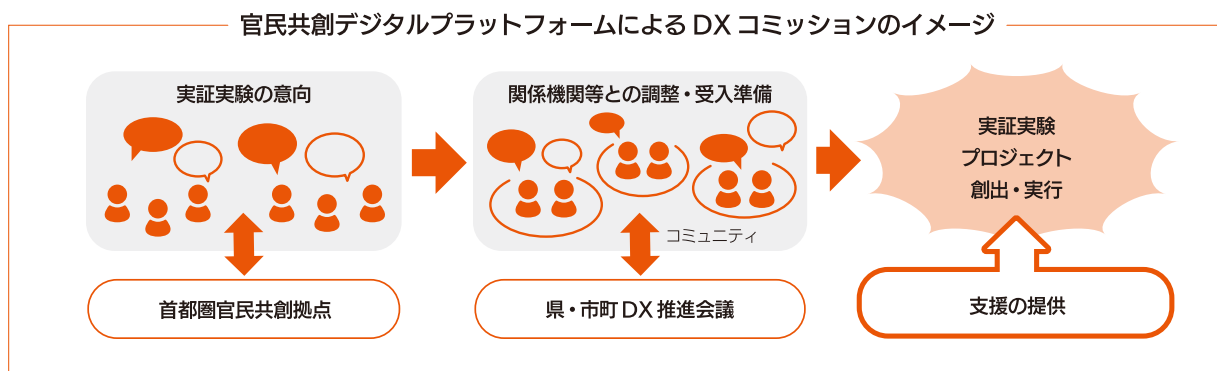 官民共創デジタルプラットフォームによる DX コミッションのイメージ
実証実験の意向
関係機関等との調整・受入準備
実証実験
プロジェクト
創出・実行
コミュニティ
首都圏官民共創拠点
県・市町 DX 推進会議
支援の提供